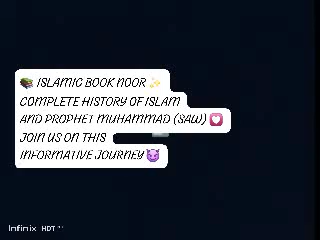 📚 ISLAMIC BOOK NOOR ✨
COMPLETE HISTORY OF ISLAM
AND PROPHET MUHAMMAD (SAW) 💟
JOIN US ON THIS
INFORMATIVE JOURNEY 😈
Infinix HOT